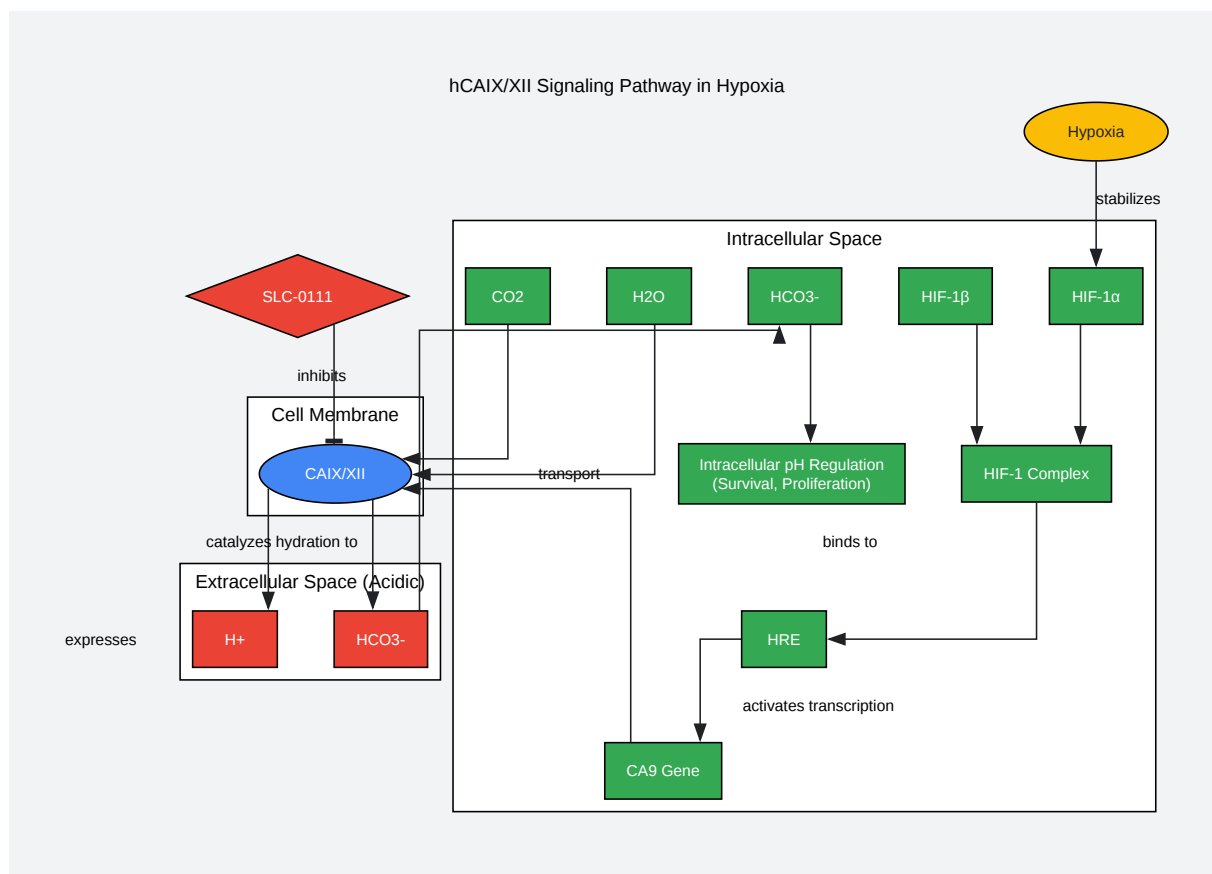 hCAIX/XII Signaling Pathway in Hypoxia
Hypoxia
stabilizes
Intracellular Space
SLC-0111
CO2
H2O
HCO3-
HIF-1β
HIF-1α
inhibits
Cell Membrane
CAIX/XII
transport
Intracellular pH Regulation
(Survival, Proliferation)
HIF-1 Complex
catalyzes hydration to
binds to
Extracellular Space (Acidic)
expresses
H+
HCO3-
HRE
activates transcription
CA9 Gene